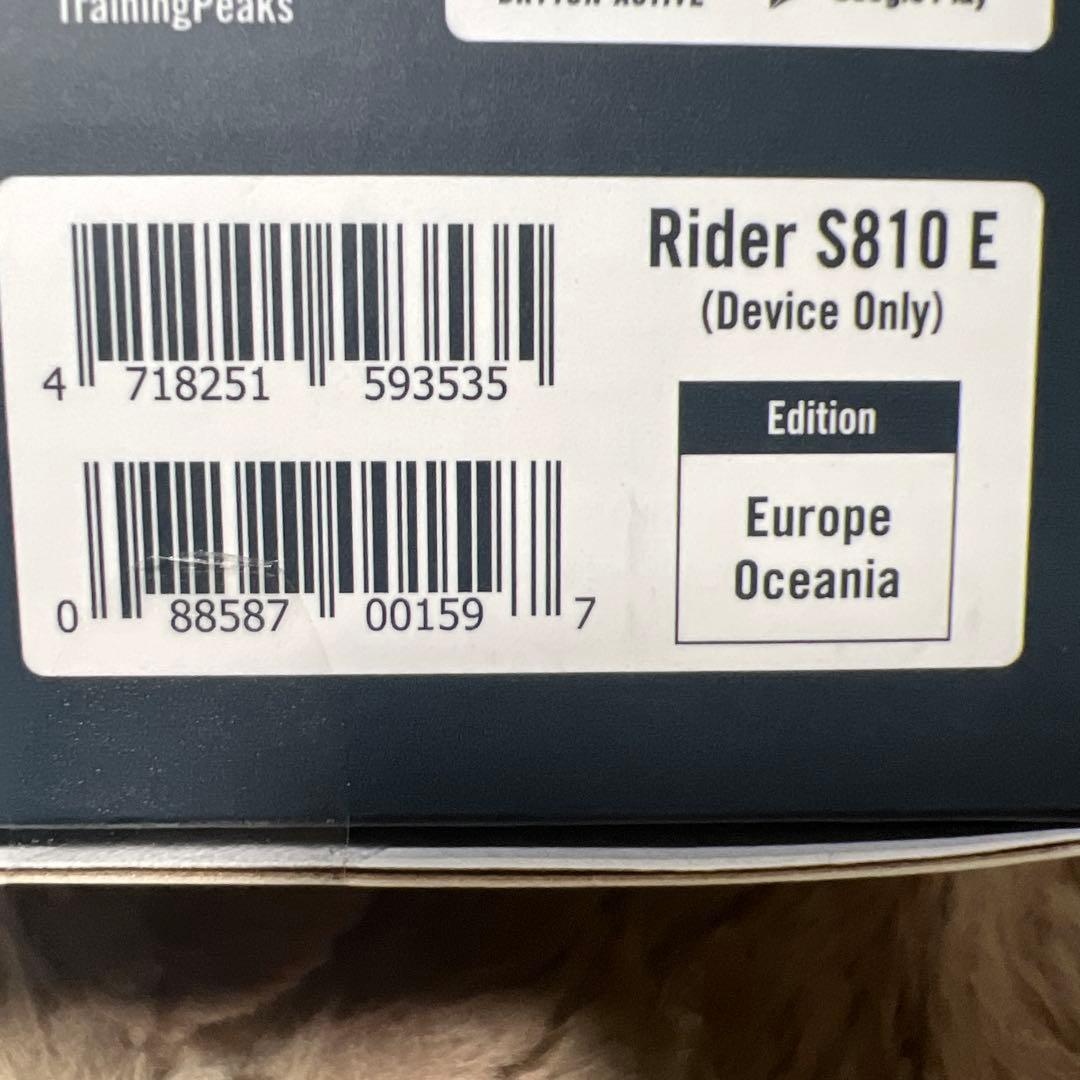 TrainingPeaks
Rider S810 E
(Device Only)
4 718251 593535
Edition
Europe
Oceania
0 88587 00159 7